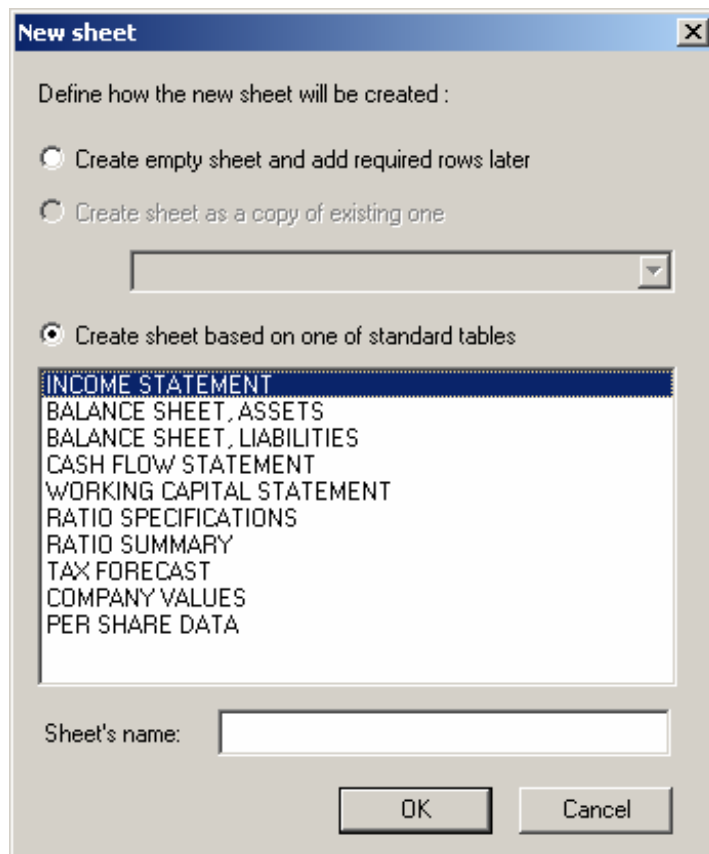 New sheet
Define how the new sheet will be created :
Create empty sheet and add required rows later
Create sheet as a copy of existing one
Create sheet based on one of standard tables
INCOME STATEMENT
BALANCE SHEET, ASSETS
BALANCE SHEET, LIABILITIES
CASH FLOW STATEMENT
WORKING CAPITAL STATEMENT
RATIO SPECIFICATIONS
RATIO SUMMARY
TAX FORECAST
COMPANY VALUES
PER SHARE DATA
Sheet's name:
OK Cancel